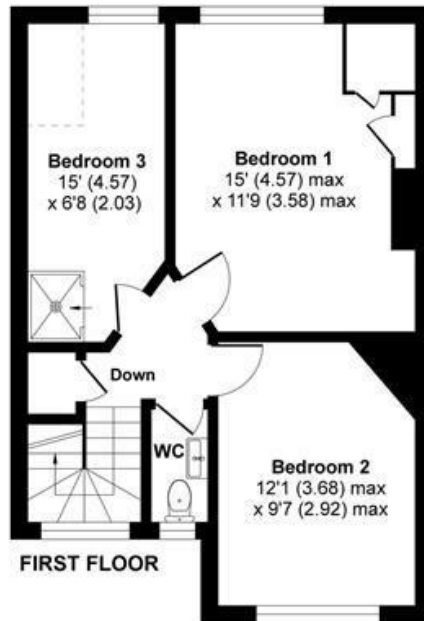 Bedroom 3
15' (4.57)
x 6'8 (2.03)
Bedroom 1
15' (4.57) max
x 11'9 (3.58) max
Down
WC
Bedroom 2
12'1 (3.68) max
x 9'7 (2.92) max
FIRST FLOOR